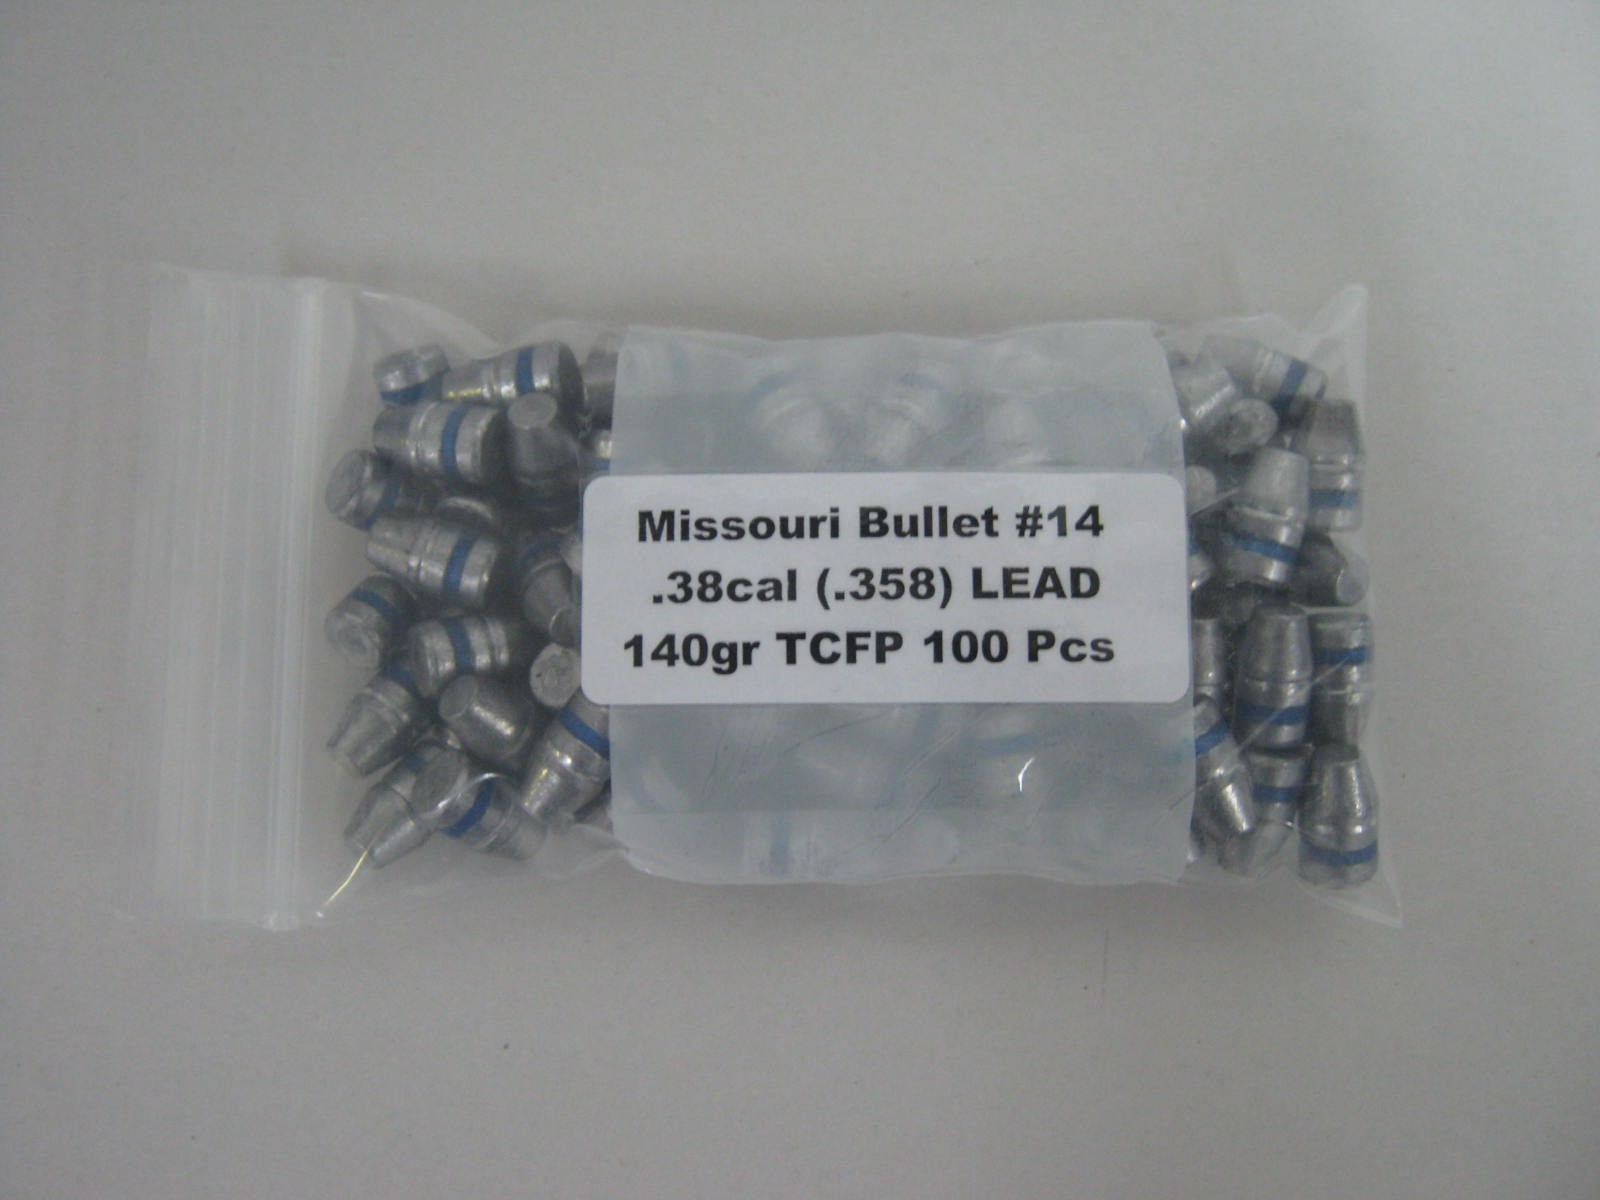 Missouri Bullet #14
.38cal (.358) LEAD
140gr TCFP 100 Pcs